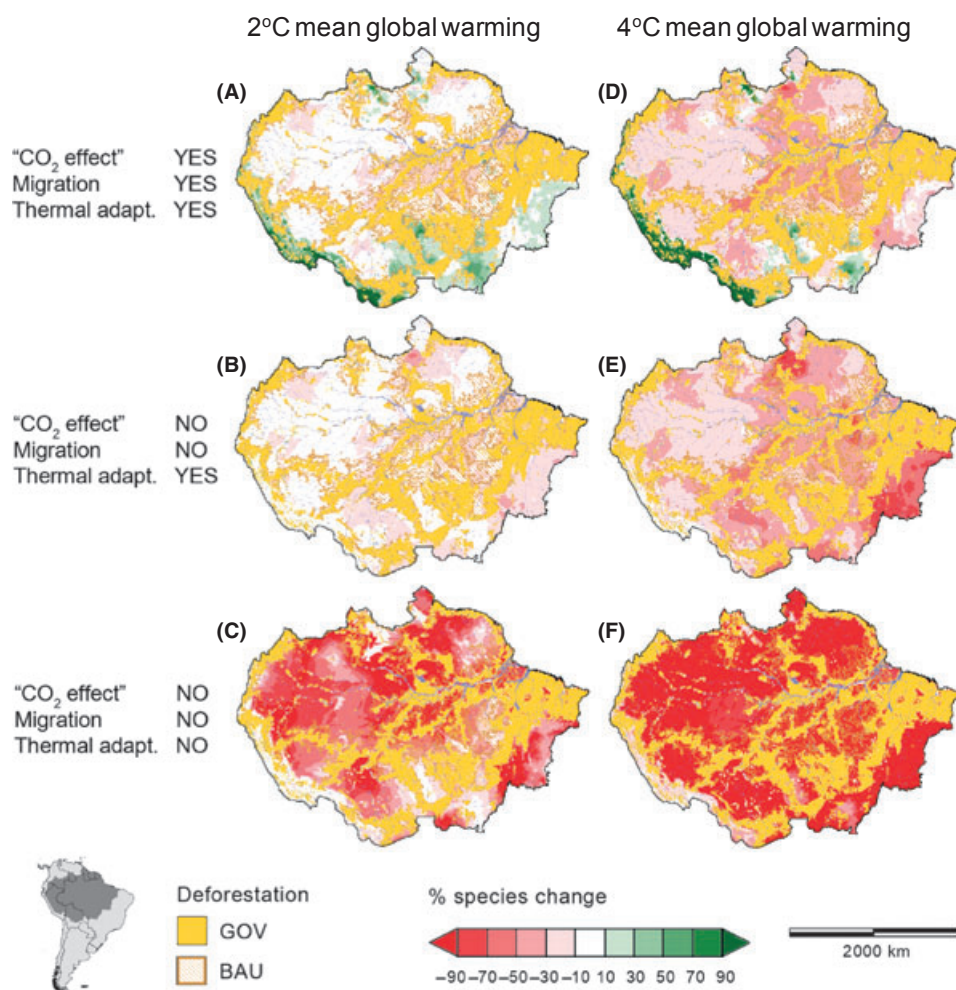 2°C mean global warming 4°C mean global warming
(A) (D)
“CO₂ effect” YES
Migration YES
Thermal adapt. YES
(B) (E)
“CO₂ effect” NO
Migration NO
Thermal adapt. YES
(C) (F)
“CO₂ effect” NO
Migration NO
Thermal adapt. NO
Deforestation
GOV
BAU
% species change
–90 –70 –50 –30 –10 10 30 50 70 90
2000 km